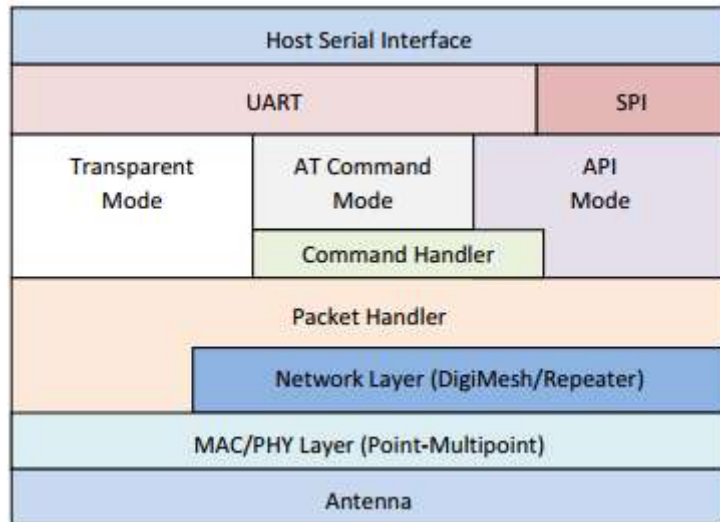 Host Serial Interface
UART
SPI
Transparent
Mode
AT Command
Mode
API
Mode
Command Handler
Packet Handler
Network Layer (DigiMesh/Repeater)
MAC/PHY Layer (Point-Multipoint)
Antenna